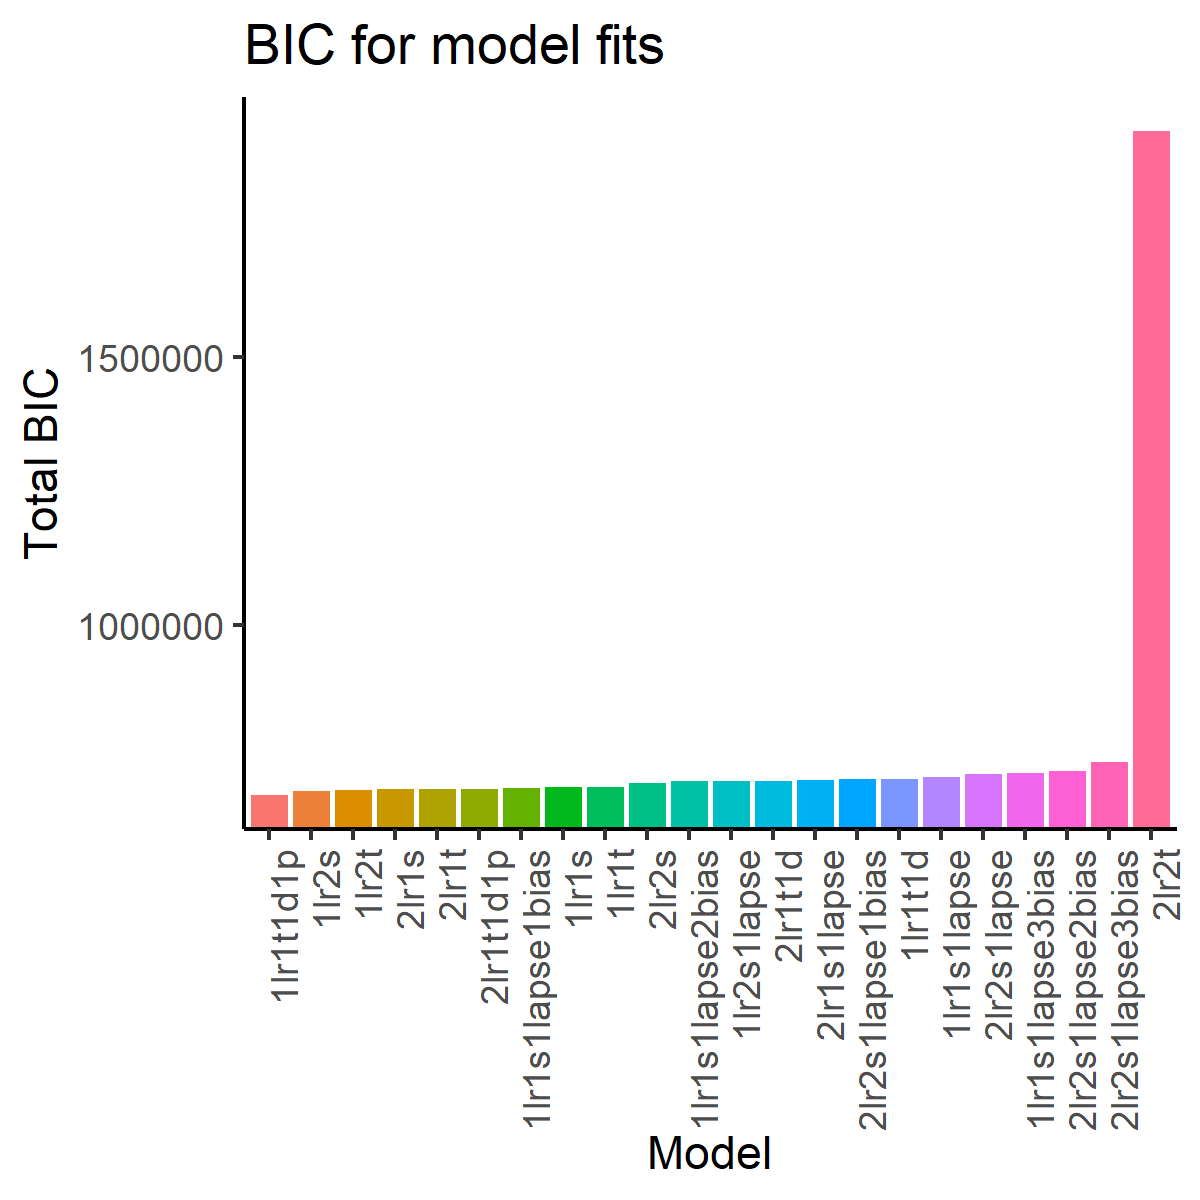 BIC for model fits
Total BIC
1500000
1000000
1lr1t1d1p
1lr2s
1lr2t
2lr1s
2lr1t
2lr1t1d1p
1lr1s1lapse1bias
1lr1s
1lr1t
2lr2s
1lr1s1lapse2bias
1lr2s1lapse
2lr1t1d
2lr1s1lapse
2lr2s1lapse1bias
1lr1t1d
1lr1s1lapse
2lr2s1lapse
1lr1s1lapse3bias
2lr2s1lapse2bias
2lr2s1lapse3bias
2lr2t
Model